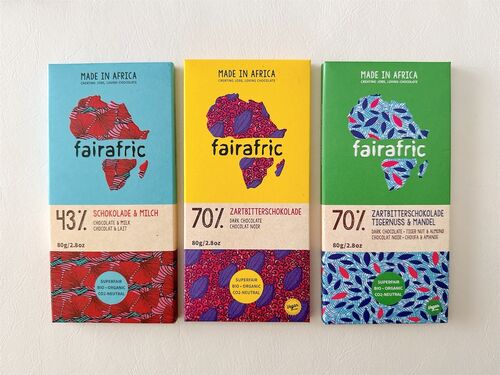 MADE IN AFRICA
CREATING JOBS, LOVING CHOCOLATE
fairafric
43%
SCHOKOLADE & MILCH
CHOCOLATE & MILK
CHOCOLAT & LAIT
80g/2.8oz
SUPERFAIR
BIO - ORGANIC
CO2-NEUTRAL
MADE IN AFRICA
CREATING JOBS, LOVING CHOCOLATE
fairafric
70%
ZARTBITTERSCHOKOLADE
DARK CHOCOLATE
CHOCOLAT NOIR
80g/2.8oz
SUPERFAIR
BIO - ORGANIC
CO2-NEUTRAL
Vegan
MADE IN AFRICA
CREATING JOBS, LOVING CHOCOLATE
fairafric
70%
ZARTBITTERSCHOKOLADE
TIGERNUSS & MANDEL
DARK CHOCOLATE - TIGER NUT & ALMOND
CHOCOLAT NOIR - CHOUFA & AMANDE
80g/2.8oz
SUPERFAIR
BIO - ORGANIC
CO2-NEUTRAL
Vegan